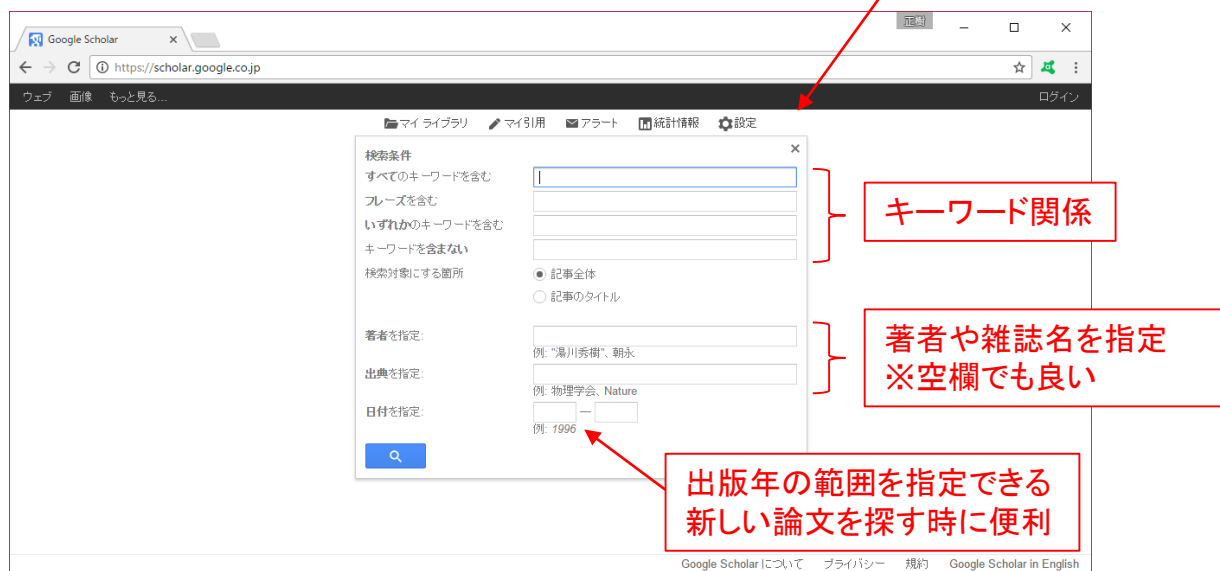 正樹
Google Scholar
https://scholar.google.co.jp
ウェブ 画像 もっと見る... ログイン
マイ ライブラリ マイ引用 アラート 統計情報 設定
検索条件
すべてのキーワードを含む
フレーズを含む
いずれかのキーワードを含む
キーワードを含まない
キーワード関係
検索対象にする箇所 記事全体
記事のタイトル
著者を指定:
例: "湯川秀樹"、朝永
出典を指定:
例: 物理学会、Nature
著者や雑誌名を指定
※空欄でも良い
日付を指定: —
例: 1996
出版年の範囲を指定できる
新しい論文を探す時に便利
Google Scholar について プライバシー 規約 Google Scholar in English